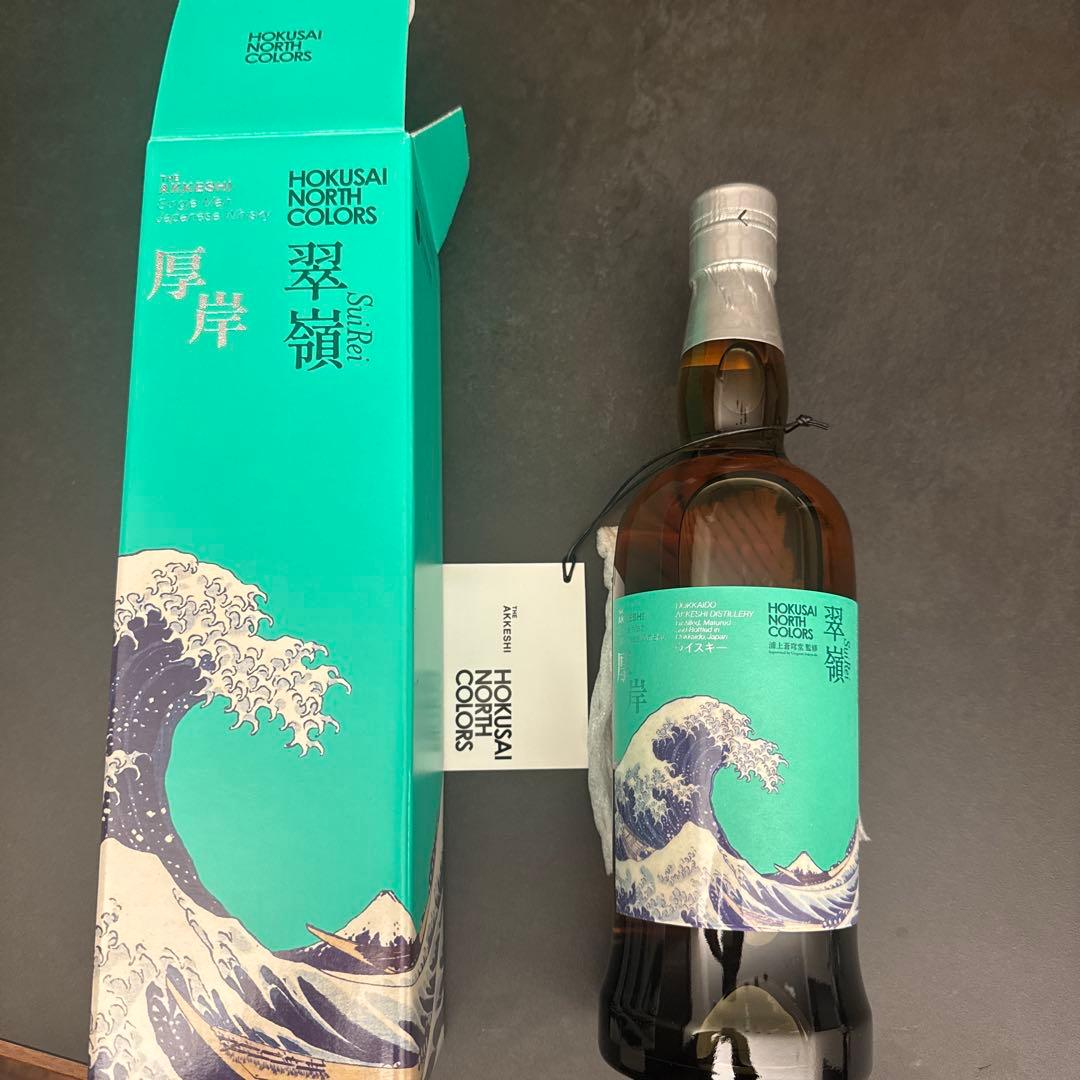 HOKUSAI
NORTH
COLORS
THE
AKKESHI
Single Malt
Japanese Whisky
厚岸
HOKUSAI
NORTH
COLORS
翠嶺
SuiRei
THE
AKKESHI
HOKUSAI
NORTH
COLORS
厚岸
HOKKAIDO
AKKESHI DISTILLERY
Distilled, Matured
and Bottled in
Hokkaido, Japan
ウイスキー
HOKUSAI
NORTH
COLORS
浦上蒼穹堂 監修
翠嶺
SuiRei